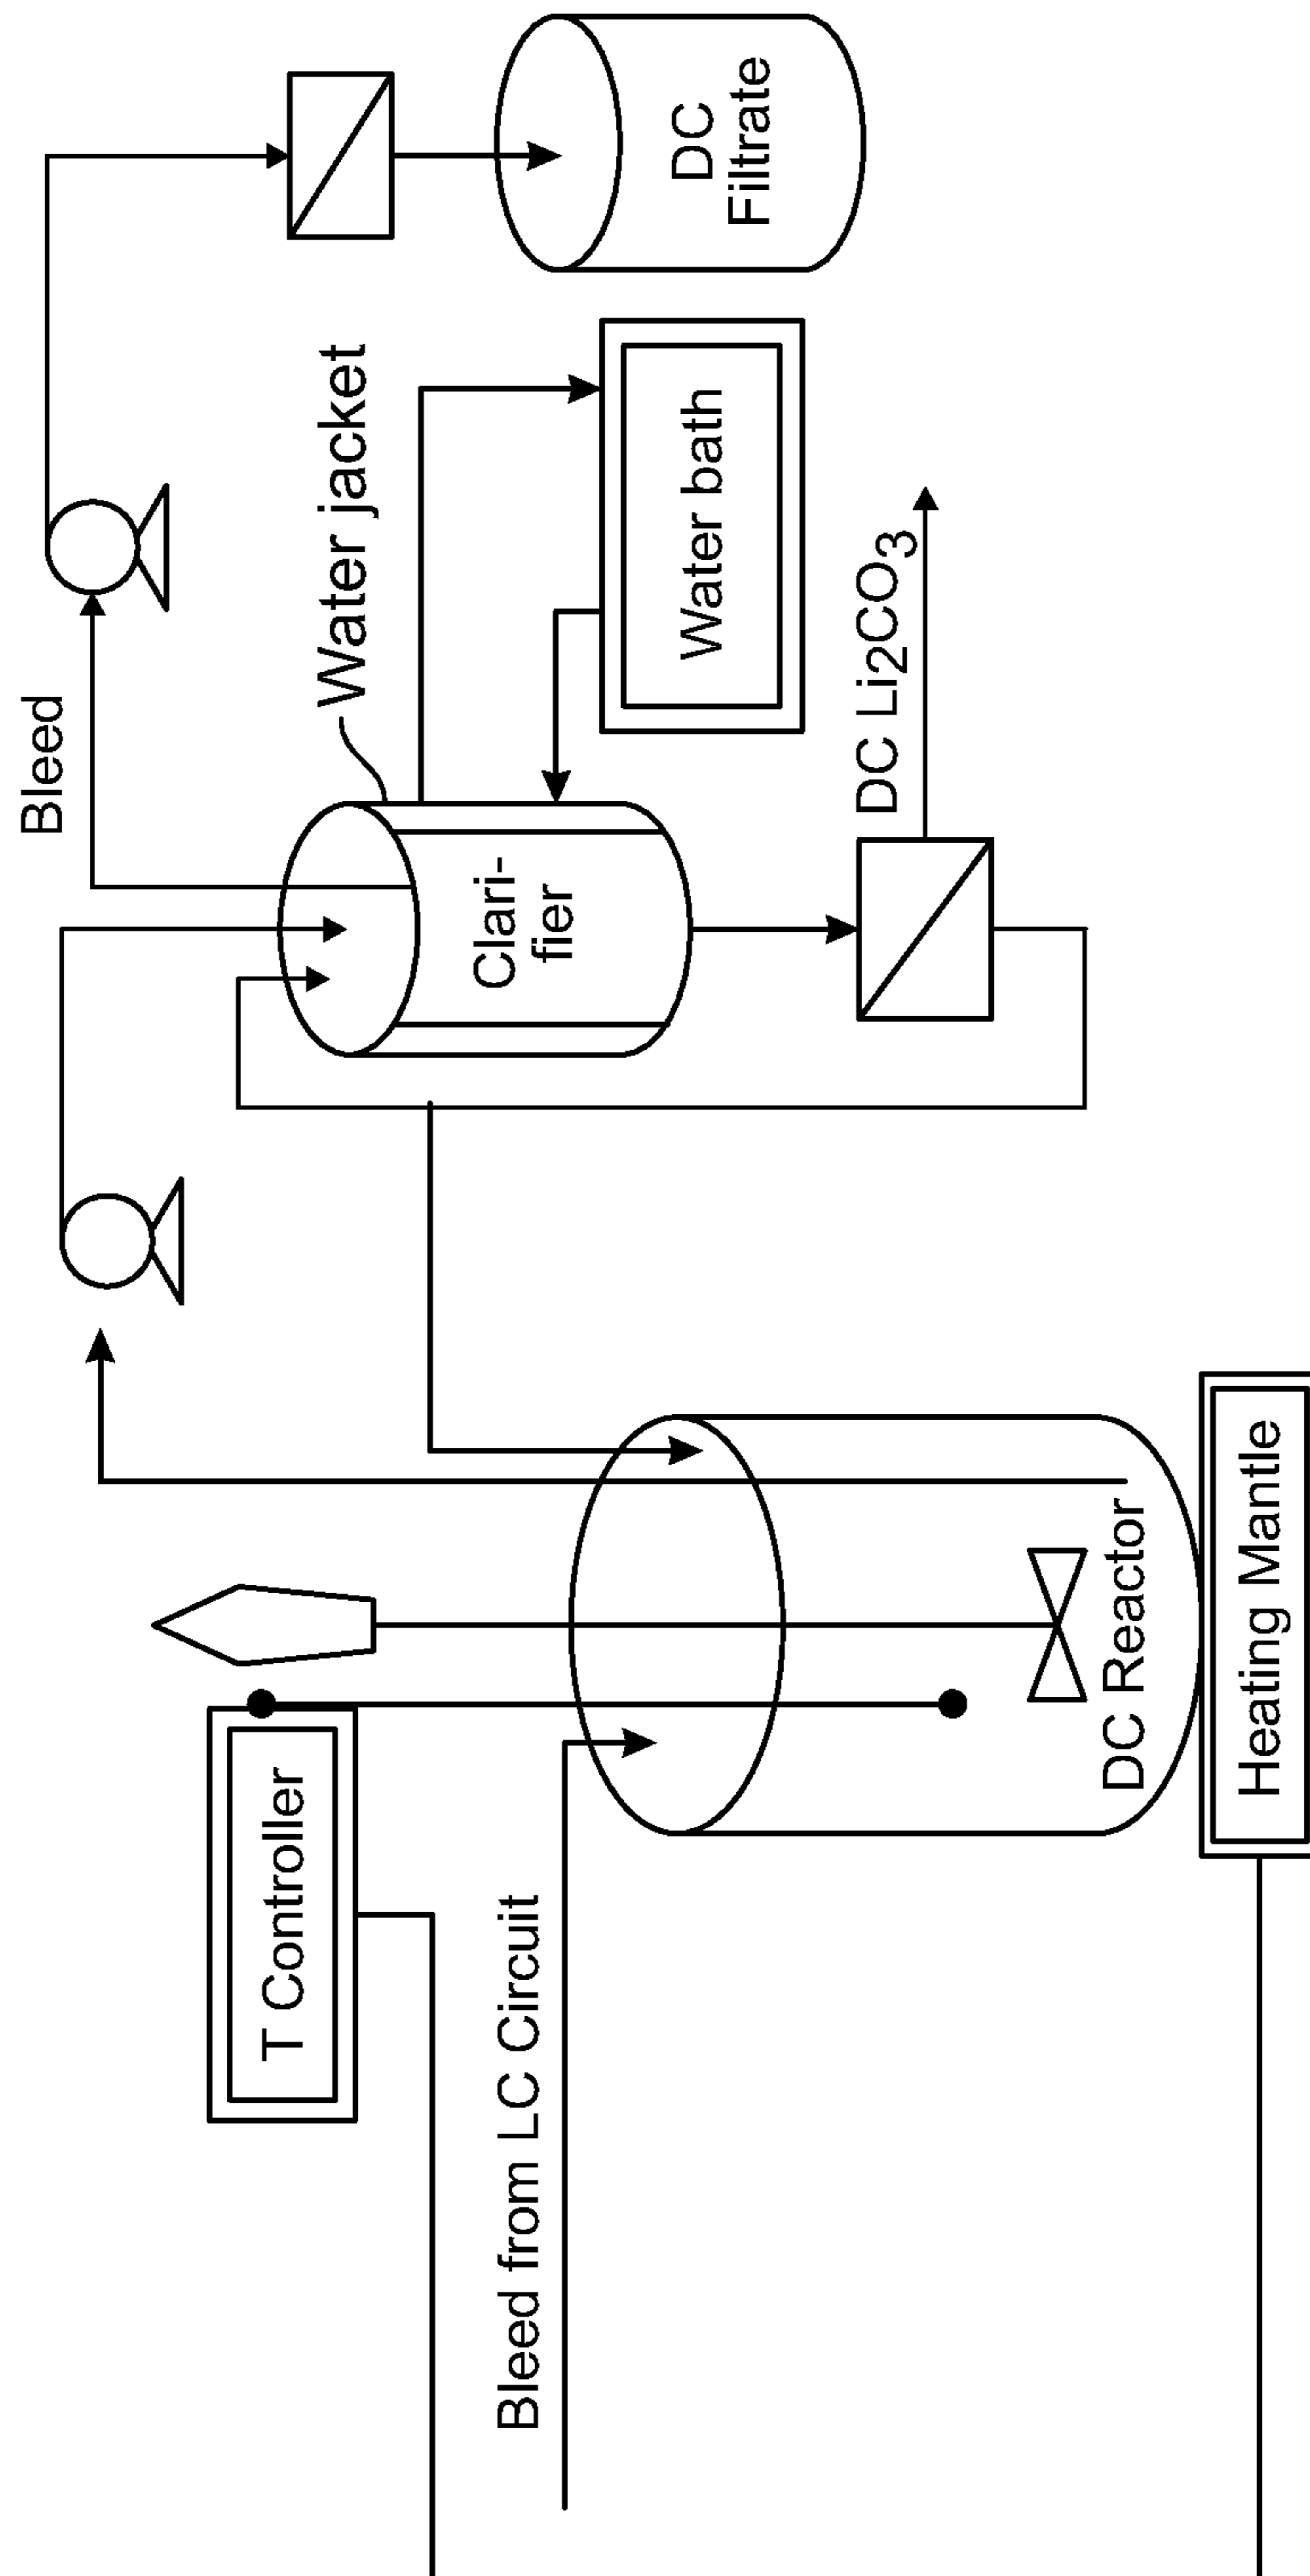 T Controller
Bleed from LC Circuit
DC Reactor
Heating Mantle
Bleed
Water jacket
Clari-
fier
Water bath
DC Li2CO3
DC
Filtrate